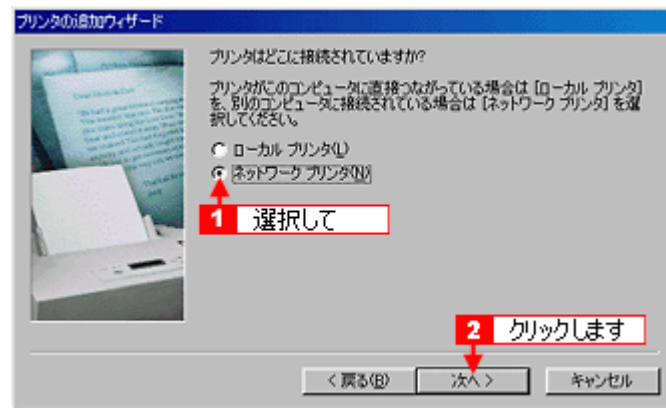 プリンタの追加ウィザード
プリンタはどこに接続されていますか?
プリンタがこのコンピュータに直接つながっている場合は [ローカル プリンタ]
を、別のコンピュータに接続されている場合は [ネットワーク プリンタ] を選
択してください。
ローカル プリンタ(L)
ネットワーク プリンタ(N)
1 選択して
2 クリックします
< 戻る(B) 次へ > キャンセル